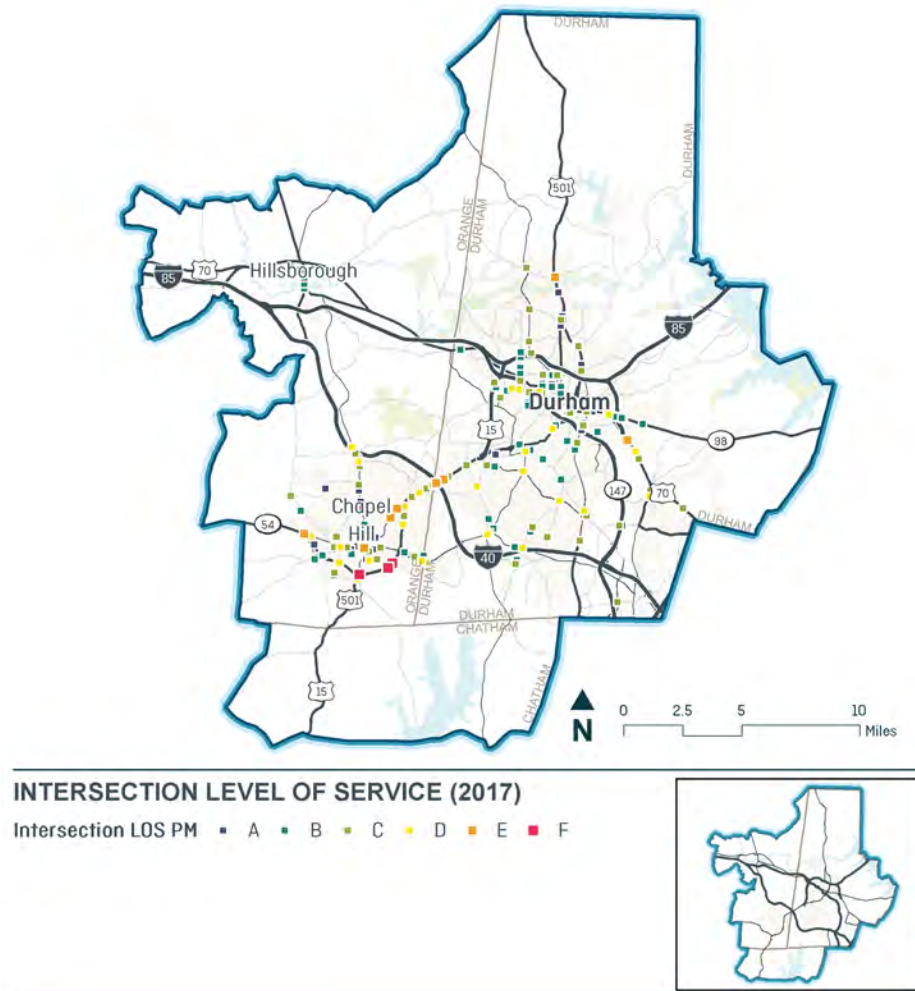 DURHAM
DURHAM
ORANGE
DURHAM
501
70
85
Hillsborough
85
Durham
15
98
147
70
Chapel
Hill
54
DURHAM
40
ORANGE
DURHAM
501
DURHAM
CHATHAM
15
CHATHAM
N
0 2.5 5 10
Miles
INTERSECTION LEVEL OF SERVICE (2017)
Intersection LOS PM A B C D E F